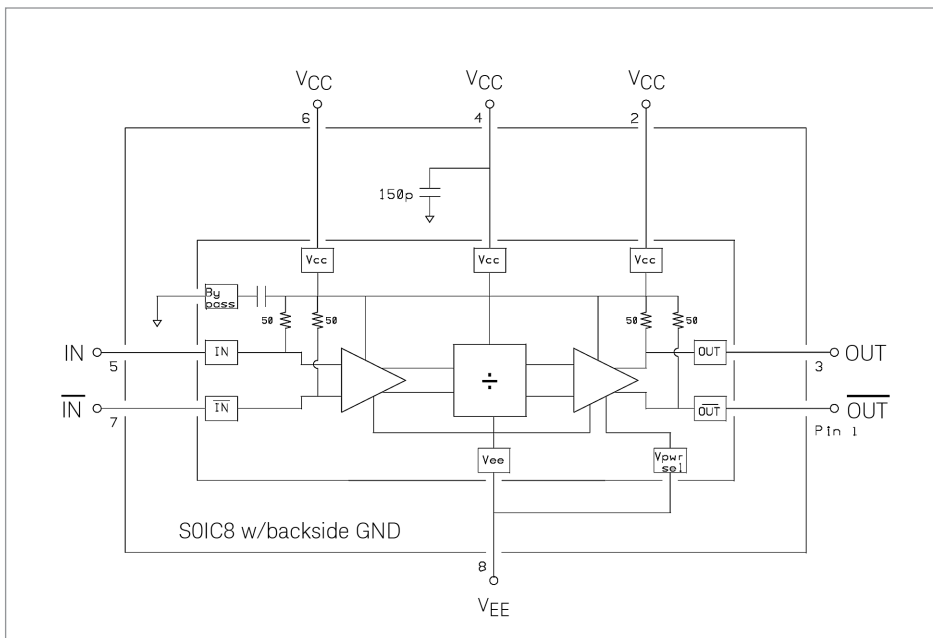 VCC VCC VCC
6 4 2
150p
Vcc Vcc Vcc
By
pass
50 50 50 50
IN IN OUT OUT
5 3
÷
IN IN OUT OUT
7 Pin 1
Vee Vpwr
sel
SOIC8 w/backside GND
8
VEE